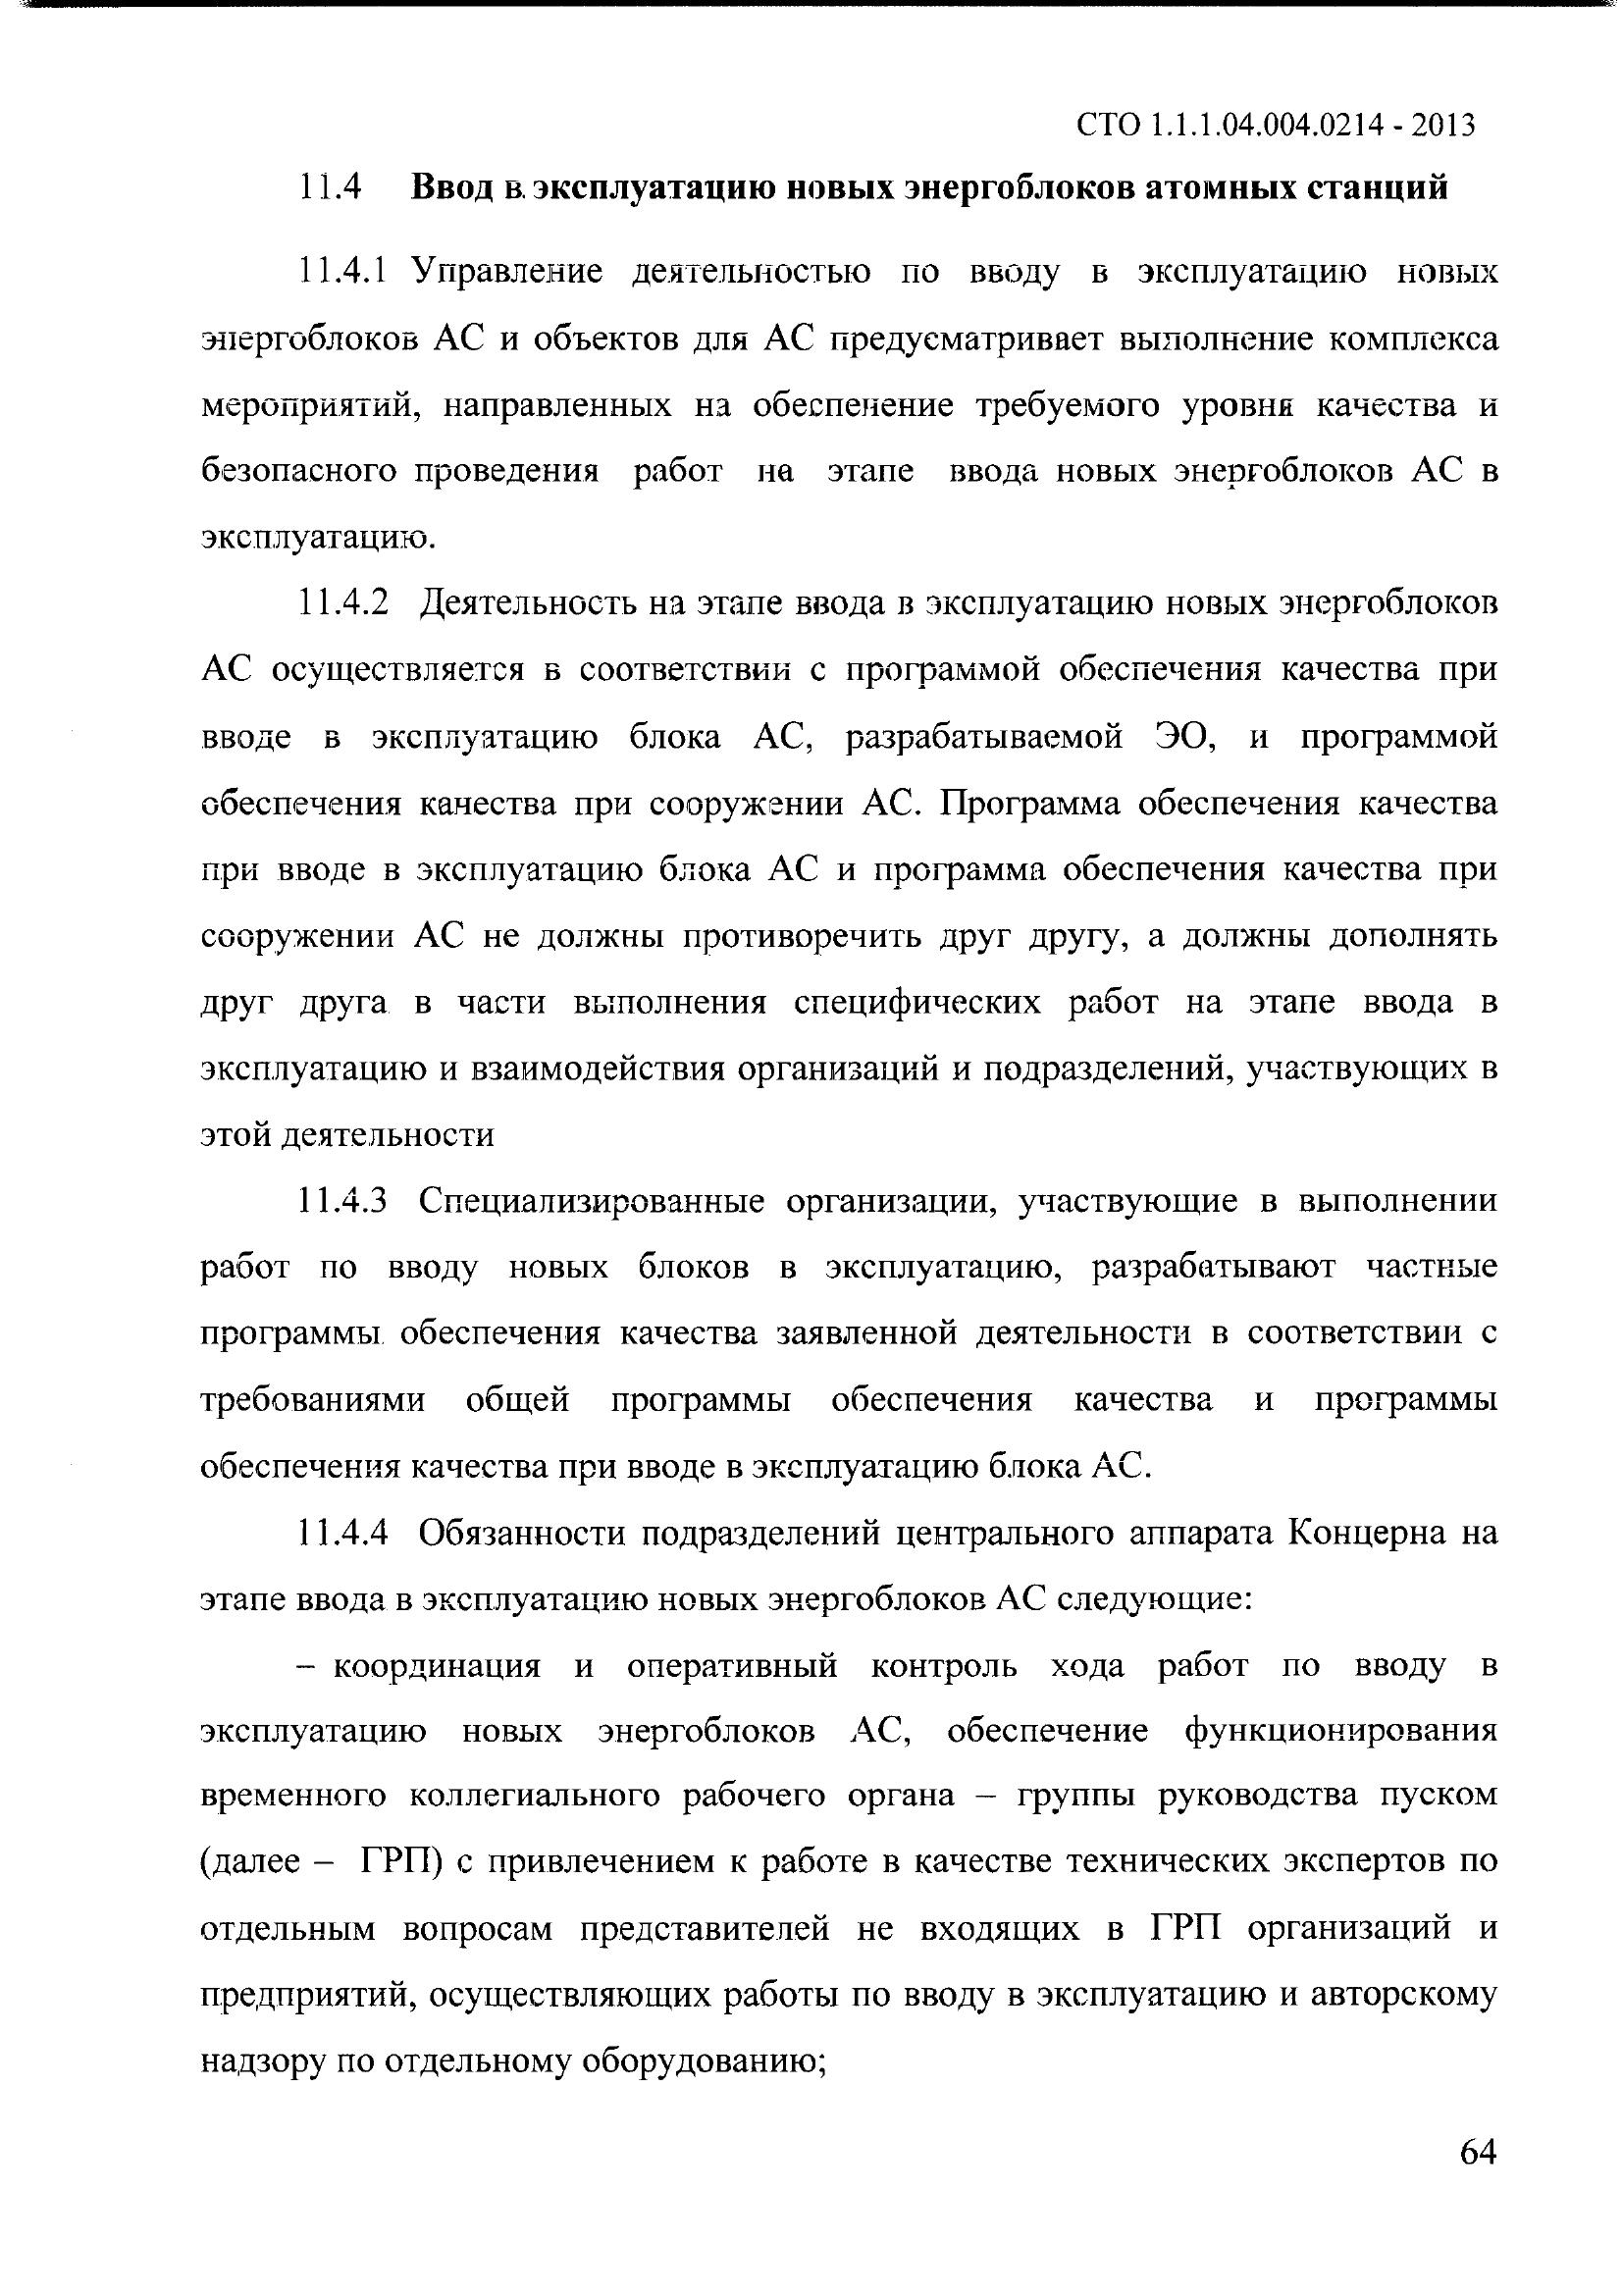 СТО 1.1.1.04.004.0214 - 2013
11.4 Ввод в эксплуатацию новых энергоблоков атомных станций
11.4.1 Управление деятельностью по вводу в эксплуатацию новых
энергоблоков АС и объектов для АС предусматривает выполнение комплекса
мероприятий, направленных на обеспечение требуемого уровня качества и
безопасного проведения работ на этапе ввода новых энергоблоков АС в
эксплуатацию.
11.4.2 Деятельность на этапе ввода в эксплуатацию новых энергоблоков
АС осуществляется в соответствии с программой обеспечения качества при
вводе в эксплуатацию блока АС, разрабатываемой ЭО, и программой
обеспечения качества при сооружении АС. Программа обеспечения качества
при вводе в эксплуатацию блока АС и программа обеспечения качества при
сооружении АС не должны противоречить друг другу, а должны дополнять
друг друга в части выполнения специфических работ на этапе ввода в
эксплуатацию и взаимодействия организаций и подразделений, участвующих в
этой деятельности
11.4.3 Специализированные организации, участвующие в выполнении
работ по вводу новых блоков в эксплуатацию, разрабатывают частные
программы обеспечения качества заявленной деятельности в соответствии с
требованиями общей программы обеспечения качества и программы
обеспечения качества при вводе в эксплуатацию блока АС.
11.4.4 Обязанности подразделений центрального аппарата Концерна на
этапе ввода в эксплуатацию новых энергоблоков АС следующие:
– координация и оперативный контроль хода работ по вводу в
эксплуатацию новых энергоблоков АС, обеспечение функционирования
временного коллегиального рабочего органа – группы руководства пуском
(далее – ГРП) с привлечением к работе в качестве технических экспертов по
отдельным вопросам представителей не входящих в ГРП организаций и
предприятий, осуществляющих работы по вводу в эксплуатацию и авторскому
надзору по отдельному оборудованию;
64